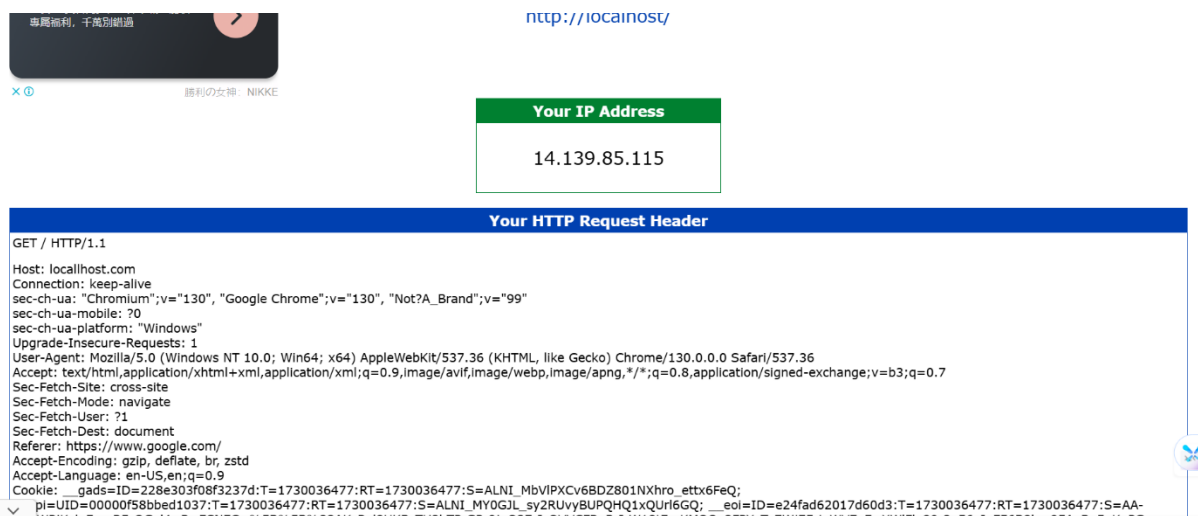 專屬福利，千萬別錯過
http://localhost/
勝利の女神：NIKKE
Your IP Address
14.139.85.115
Your HTTP Request Header
GET / HTTP/1.1
Host: locallhost.com
Connection: keep-alive
sec-ch-ua: "Chromium";v="130", "Google Chrome";v="130", "Not?A_Brand";v="99"
sec-ch-ua-mobile: ?0
sec-ch-ua-platform: "Windows"
Upgrade-Insecure-Requests: 1
User-Agent: Mozilla/5.0 (Windows NT 10.0; Win64; x64) AppleWebKit/537.36 (KHTML, like Gecko) Chrome/130.0.0.0 Safari/537.36
Accept: text/html,application/xhtml+xml,application/xml;q=0.9,image/avif,image/webp,image/apng,*/*;q=0.8,application/signed-exchange;v=b3;q=0.7
Sec-Fetch-Site: cross-site
Sec-Fetch-Mode: navigate
Sec-Fetch-User: ?1
Sec-Fetch-Dest: document
Referer: https://www.google.com/
Accept-Encoding: gzip, deflate, br, zstd
Accept-Language: en-US,en;q=0.9
Cookie: __gads=ID=228e303f08f3237d:T=1730036477:RT=1730036477:S=ALNI_MbVlPXCv6BDZ801NXhro_ettx6FeQ;
pi=UID=00000f58bbed1037:T=1730036477:RT=1730036477:S=ALNI_MY0GJL_sy2RUvyBUPQHQ1xQUrl6GQ; __eoi=ID=e24fad62017d60d3:T=1730036477:RT=1730036477:S=AA-